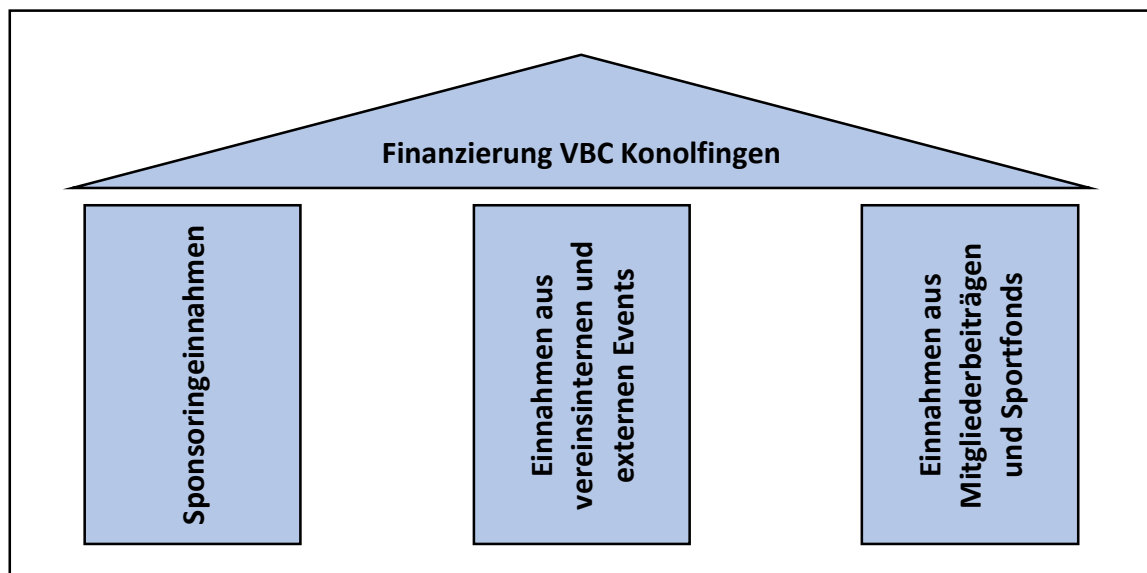 Finanzierung VBC Konolfingen
Sponsoringeinnahmen
Einnahmen aus
vereinsinternen und
externen Events
Einnahmen aus
Mitgliederbeiträgen
und Sportfonds